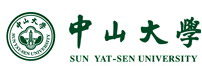 中山大學
SUN YAT-SEN UNIVERSITY